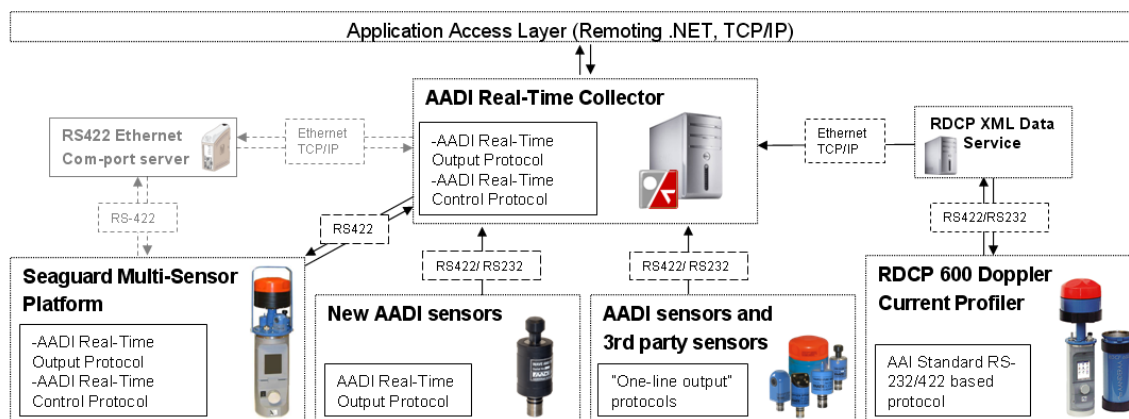 Application Access Layer (Remoting .NET, TCP/IP)
AADI Real-Time Collector
-AADI Real-Time
Output Protocol
-AADI Real-Time
Control Protocol
RS422 Ethernet
Com-port server
Ethernet
TCP/IP
Ethernet
TCP/IP
RDCP XML Data
Service
RS-422
RS422
RS422/ RS232
RS422/ RS232
RS422/RS232
Seaguard Multi-Sensor
Platform
-AADI Real-Time
Output Protocol
-AADI Real-Time
Control Protocol
New AADI sensors
AADI Real-Time
Output Protocol
AADI sensors and
3rd party sensors
"One-line output"
protocols
RDCP 600 Doppler
Current Profiler
AAI Standard RS-
232/422 based
protocol